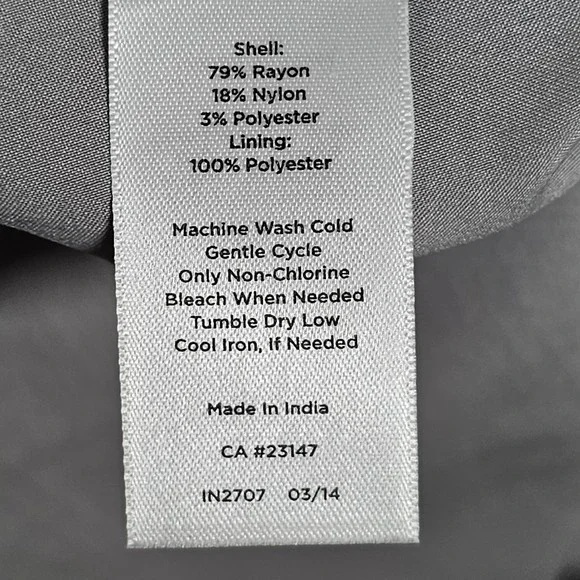 Shell:
79% Rayon
18% Nylon
3% Polyester
Lining:
100% Polyester
Machine Wash Cold
Gentle Cycle
Only Non-Chlorine
Bleach When Needed
Tumble Dry Low
Cool Iron, If Needed
Made In India
CA #23147
IN2707 03/14